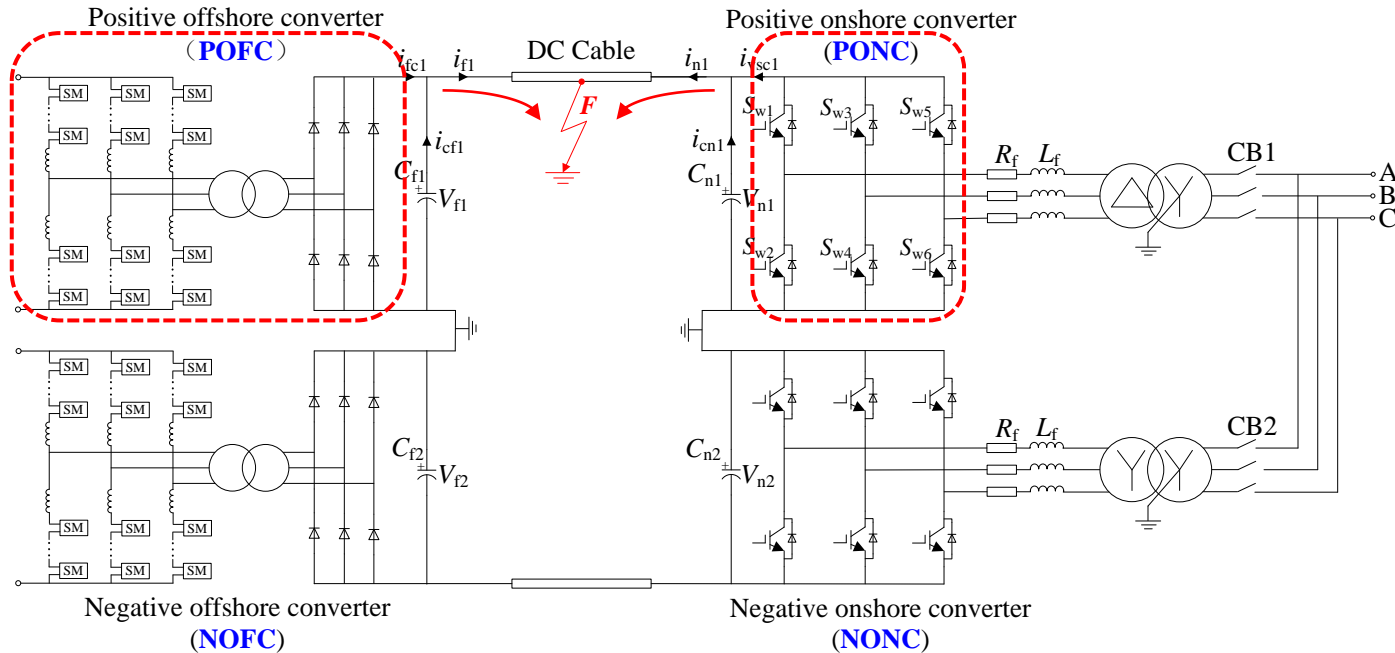 Positive offshore converter
（POFC）
Positive onshore converter
(PONC)
DC Cable
ifc1
if1
in1
ivsc1
F
SM SM SM
SM SM SM
SM SM SM
SM SM SM
icf1
Cf1
+
Vf1
icn1
Cn1
+
Vn1
Sw1 Sw3 Sw5
Sw2 Sw4 Sw6
Rf Lf
CB1
A
B
C
SM SM SM
SM SM SM
SM SM SM
SM SM SM
Cf2
+
Vf2
Cn2
+
Vn2
Rf Lf
CB2
Negative offshore converter
(NOFC)
Negative onshore converter
(NONC)